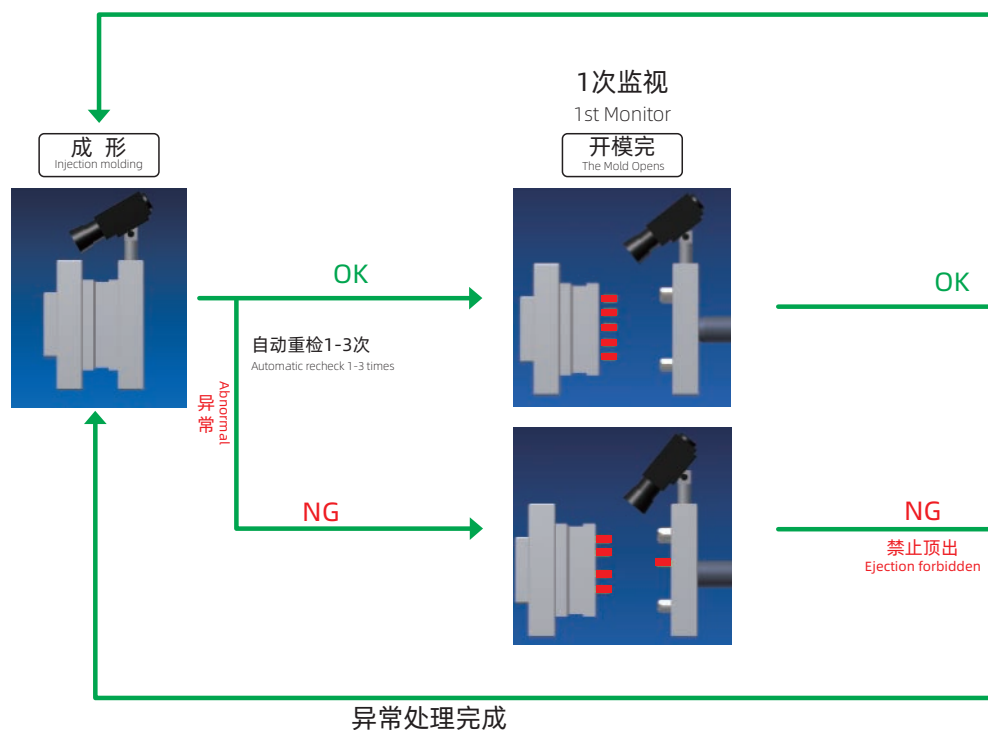 1次监视
1st Monitor
成 形
Injection molding
开模完
The Mold Opens
OK
OK
自动重检1-3次
Automatic recheck 1-3 times
异常
Abnormal
NG
NG
禁止顶出
Ejection forbidden
异常处理完成